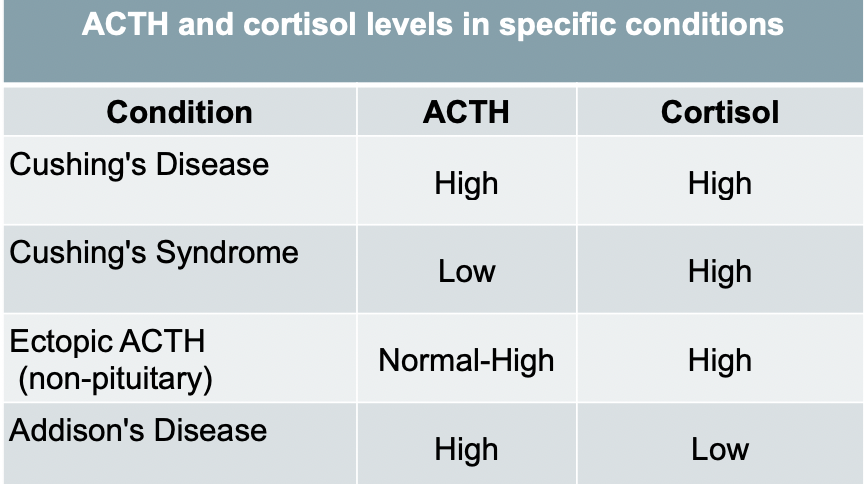 ACTH and cortisol levels in specific conditions
Condition ACTH Cortisol
Cushing's Disease High High
Cushing's Syndrome Low High
Ectopic ACTH
(non-pituitary) Normal-High High
Addison's Disease High Low